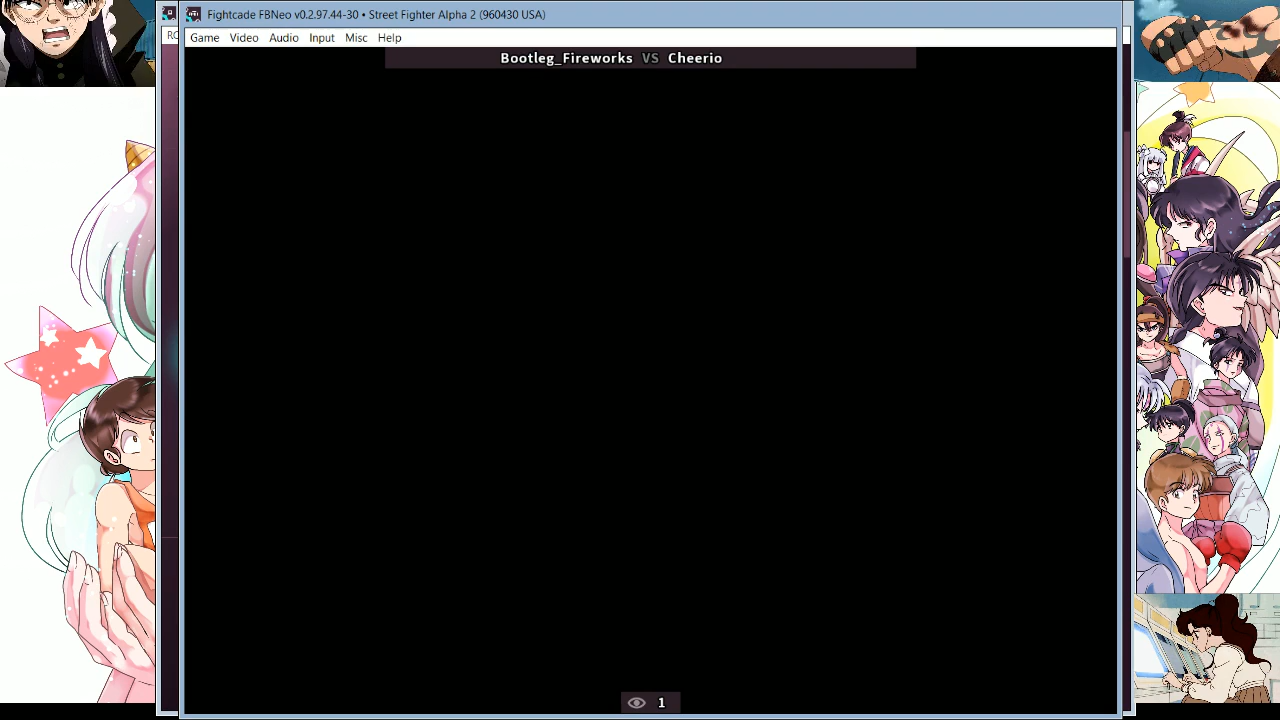 Fightcade FBNeo v0.2.97.44-30 • Street Fighter Alpha 2 (960430 USA)
RO
Game Video Audio Input Misc Help
Bootleg_Fireworks VS Cheerio
1